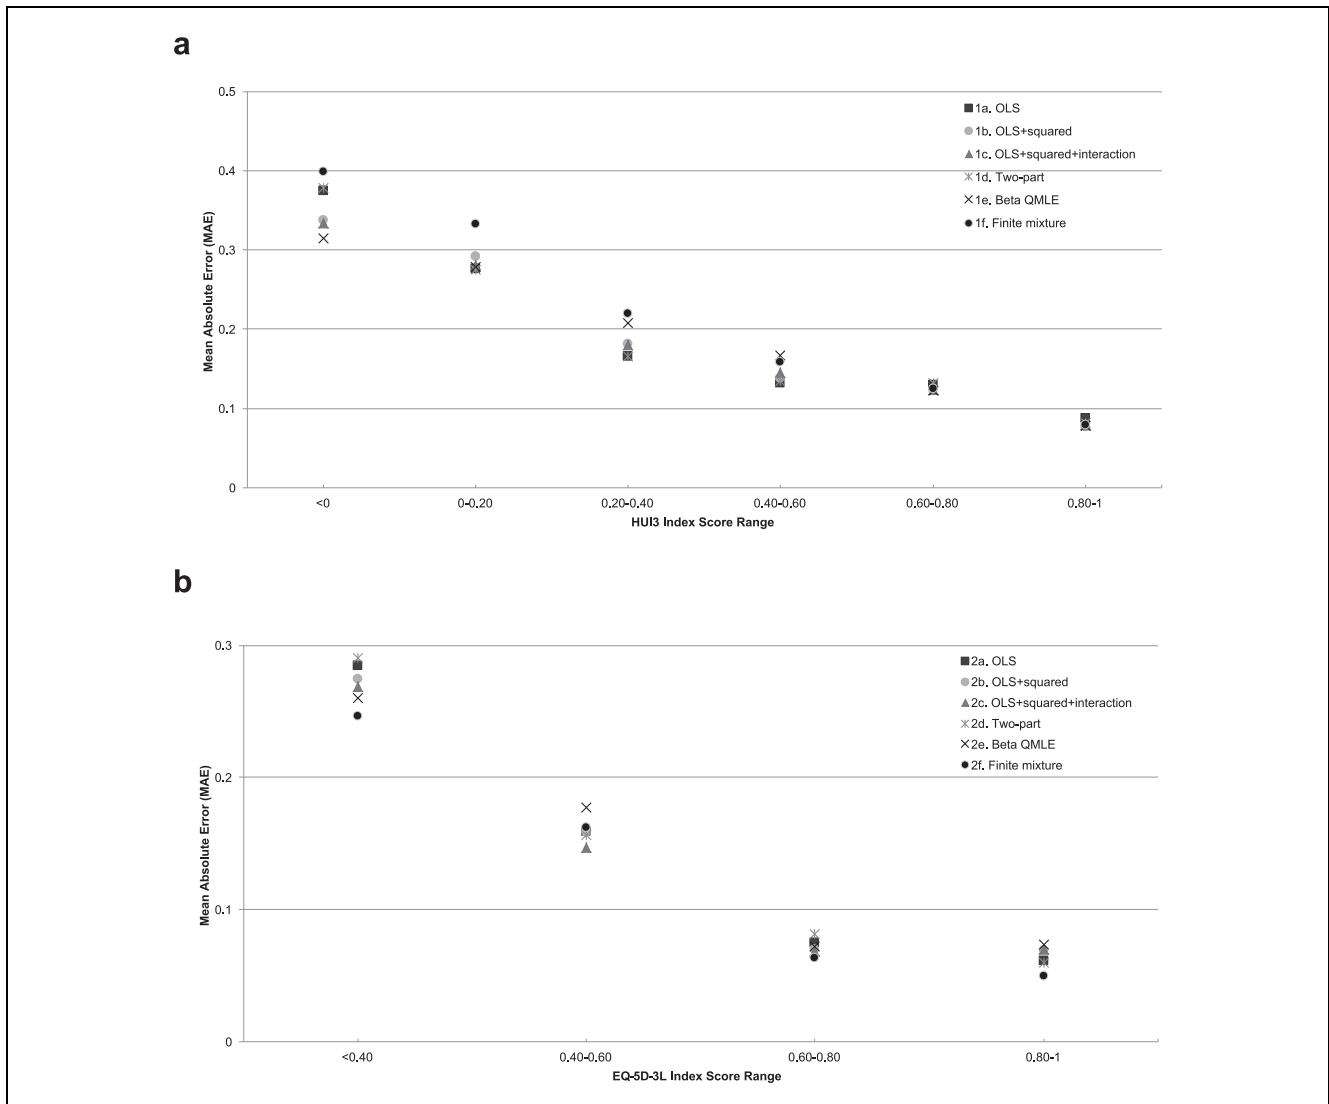 a
0.5
0.4
0.3
0.2
0.1
0
Mean Absolute Error (MAE)
1a. OLS
1b. OLS+squared
1c. OLS+squared+interaction
1d. Two-part
1e. Beta QMLE
1f. Finite mixture
<0 0-0.20 0.20-0.40 0.40-0.60 0.60-0.80 0.80-1
HUI3 Index Score Range
b
0.3
0.2
0.1
0
Mean Absolute Error (MAE)
2a. OLS
2b. OLS+squared
2c. OLS+squared+interaction
2d. Two-part
2e. Beta QMLE
2f. Finite mixture
<0.40 0.40-0.60 0.60-0.80 0.80-1
EQ-5D-3L Index Score Range